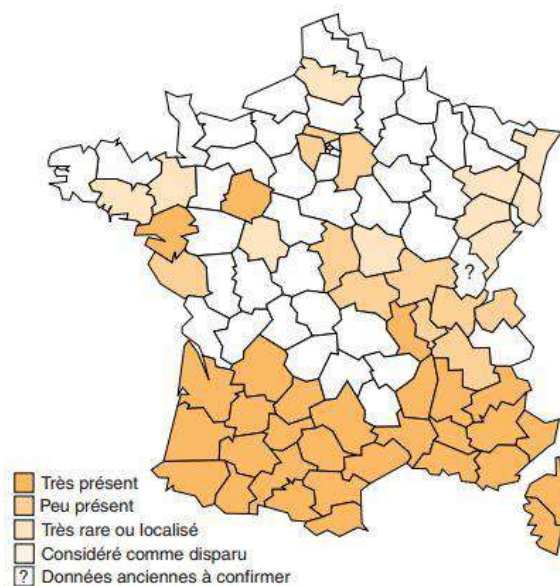 ?
Très présent
Peu présent
Très rare ou localisé
Considéré comme disparu
? Données anciennes à confirmer